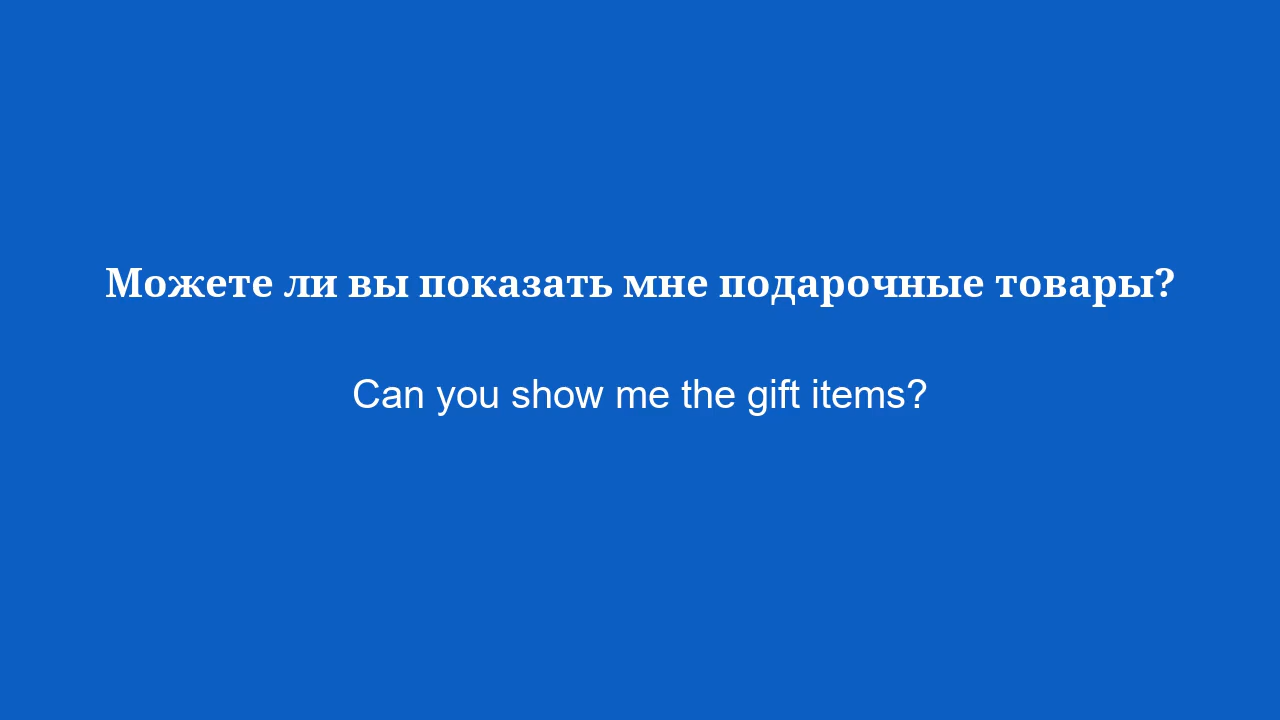 Можете ли вы показать мне подарочные товары?
Can you show me the gift items?